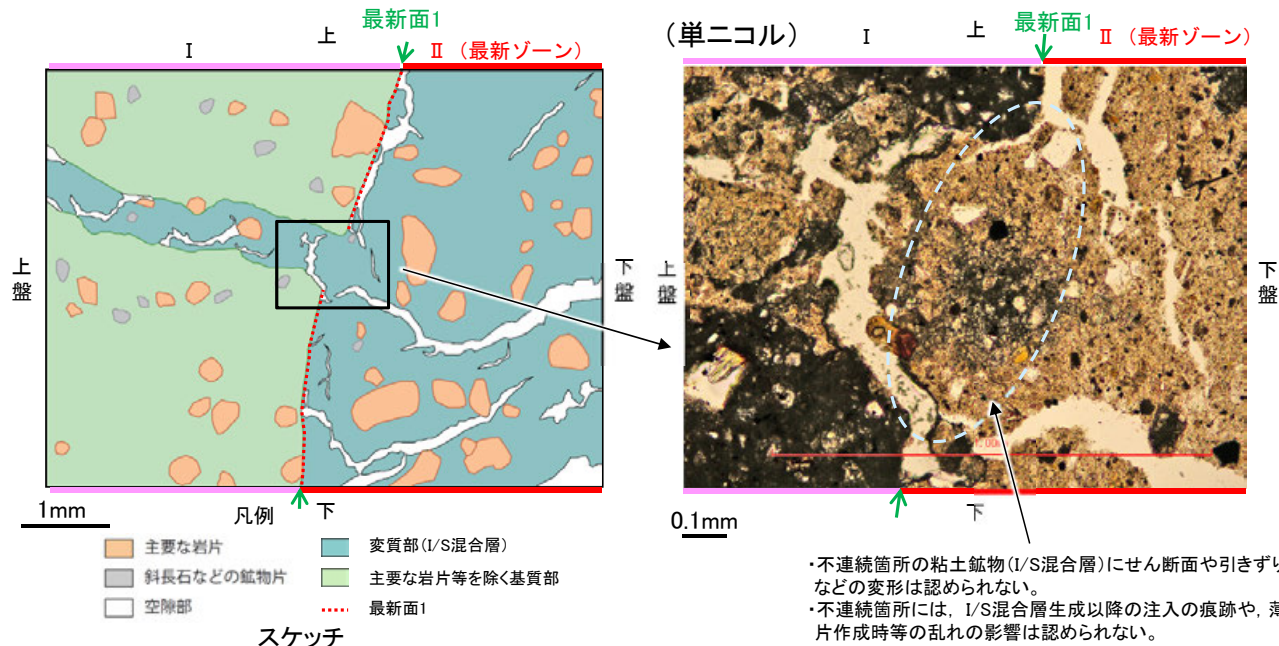 最新面1
Ⅰ
上
Ⅱ (最新ゾーン)
上盤
下盤
1mm
凡例
下
主要な岩片
斜長石などの鉱物片
空隙部
変質部(I/S混合層)
主要な岩片等を除く基質部
最新面1
スケッチ
(単ニコル)
Ⅰ
上
最新面1
Ⅱ (最新ゾーン)
上盤
下盤
0.1mm
下
・不連続箇所の粘土鉱物(I/S混合層)にせん断面や引きずり
などの変形は認められない。
・不連続箇所には, I/S混合層生成以降の注入の痕跡や, 薄
片作成時等の乱れの影響は認められない。